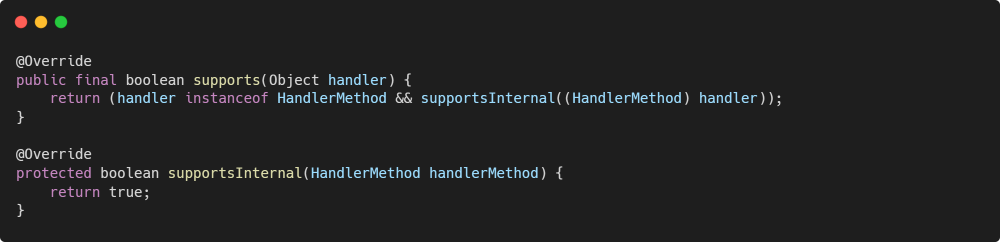 @Override
public final boolean supports(Object handler) {
    return (handler instanceof HandlerMethod && supportsInternal((HandlerMethod) handler));
}

@Override
protected boolean supportsInternal(HandlerMethod handlerMethod) {
    return true;
}